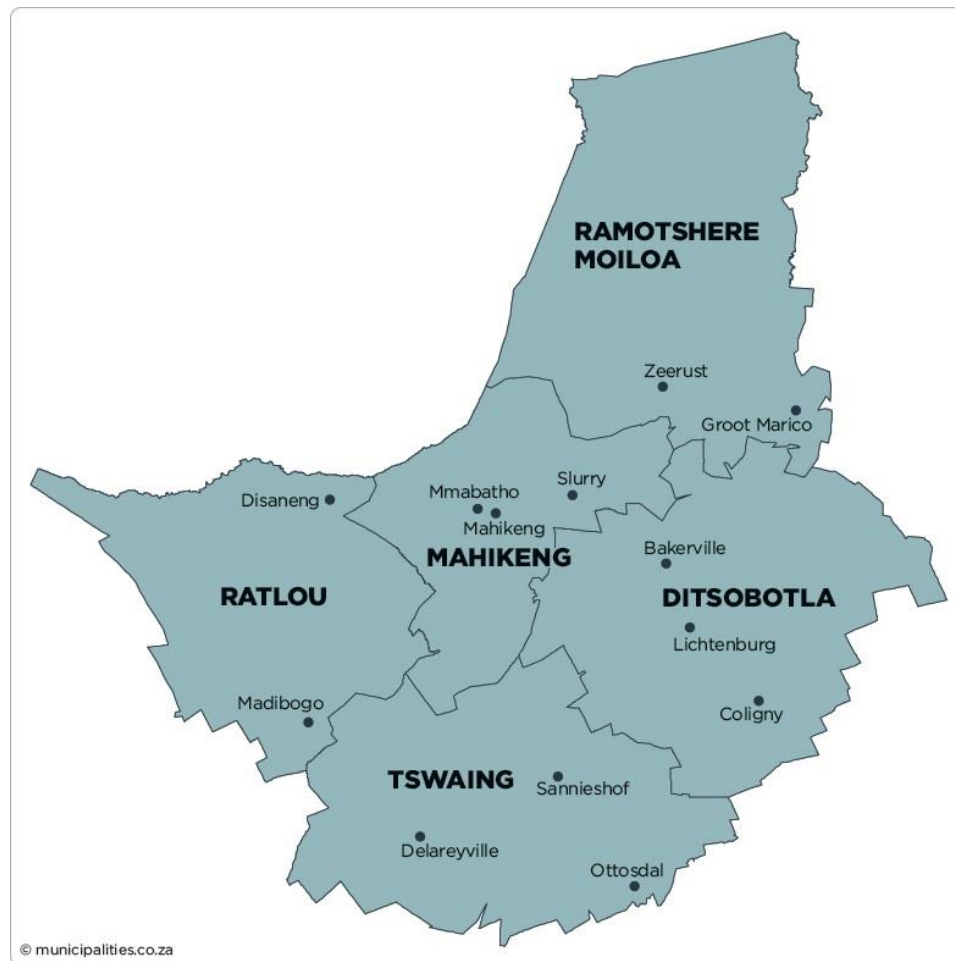 RAMOTSHERE
MOILOA
Zeerust
Groot Marico
Slurry
Disaneng
Mmabatho
Mahikeng
MAHIKENG
Bakerville
RATLOU
DITSOBOTLA
Lichtenburg
Madibogo
Coligny
TSWAING
Sannieshof
Delareyville
Ottosdal
© municipalities.co.za